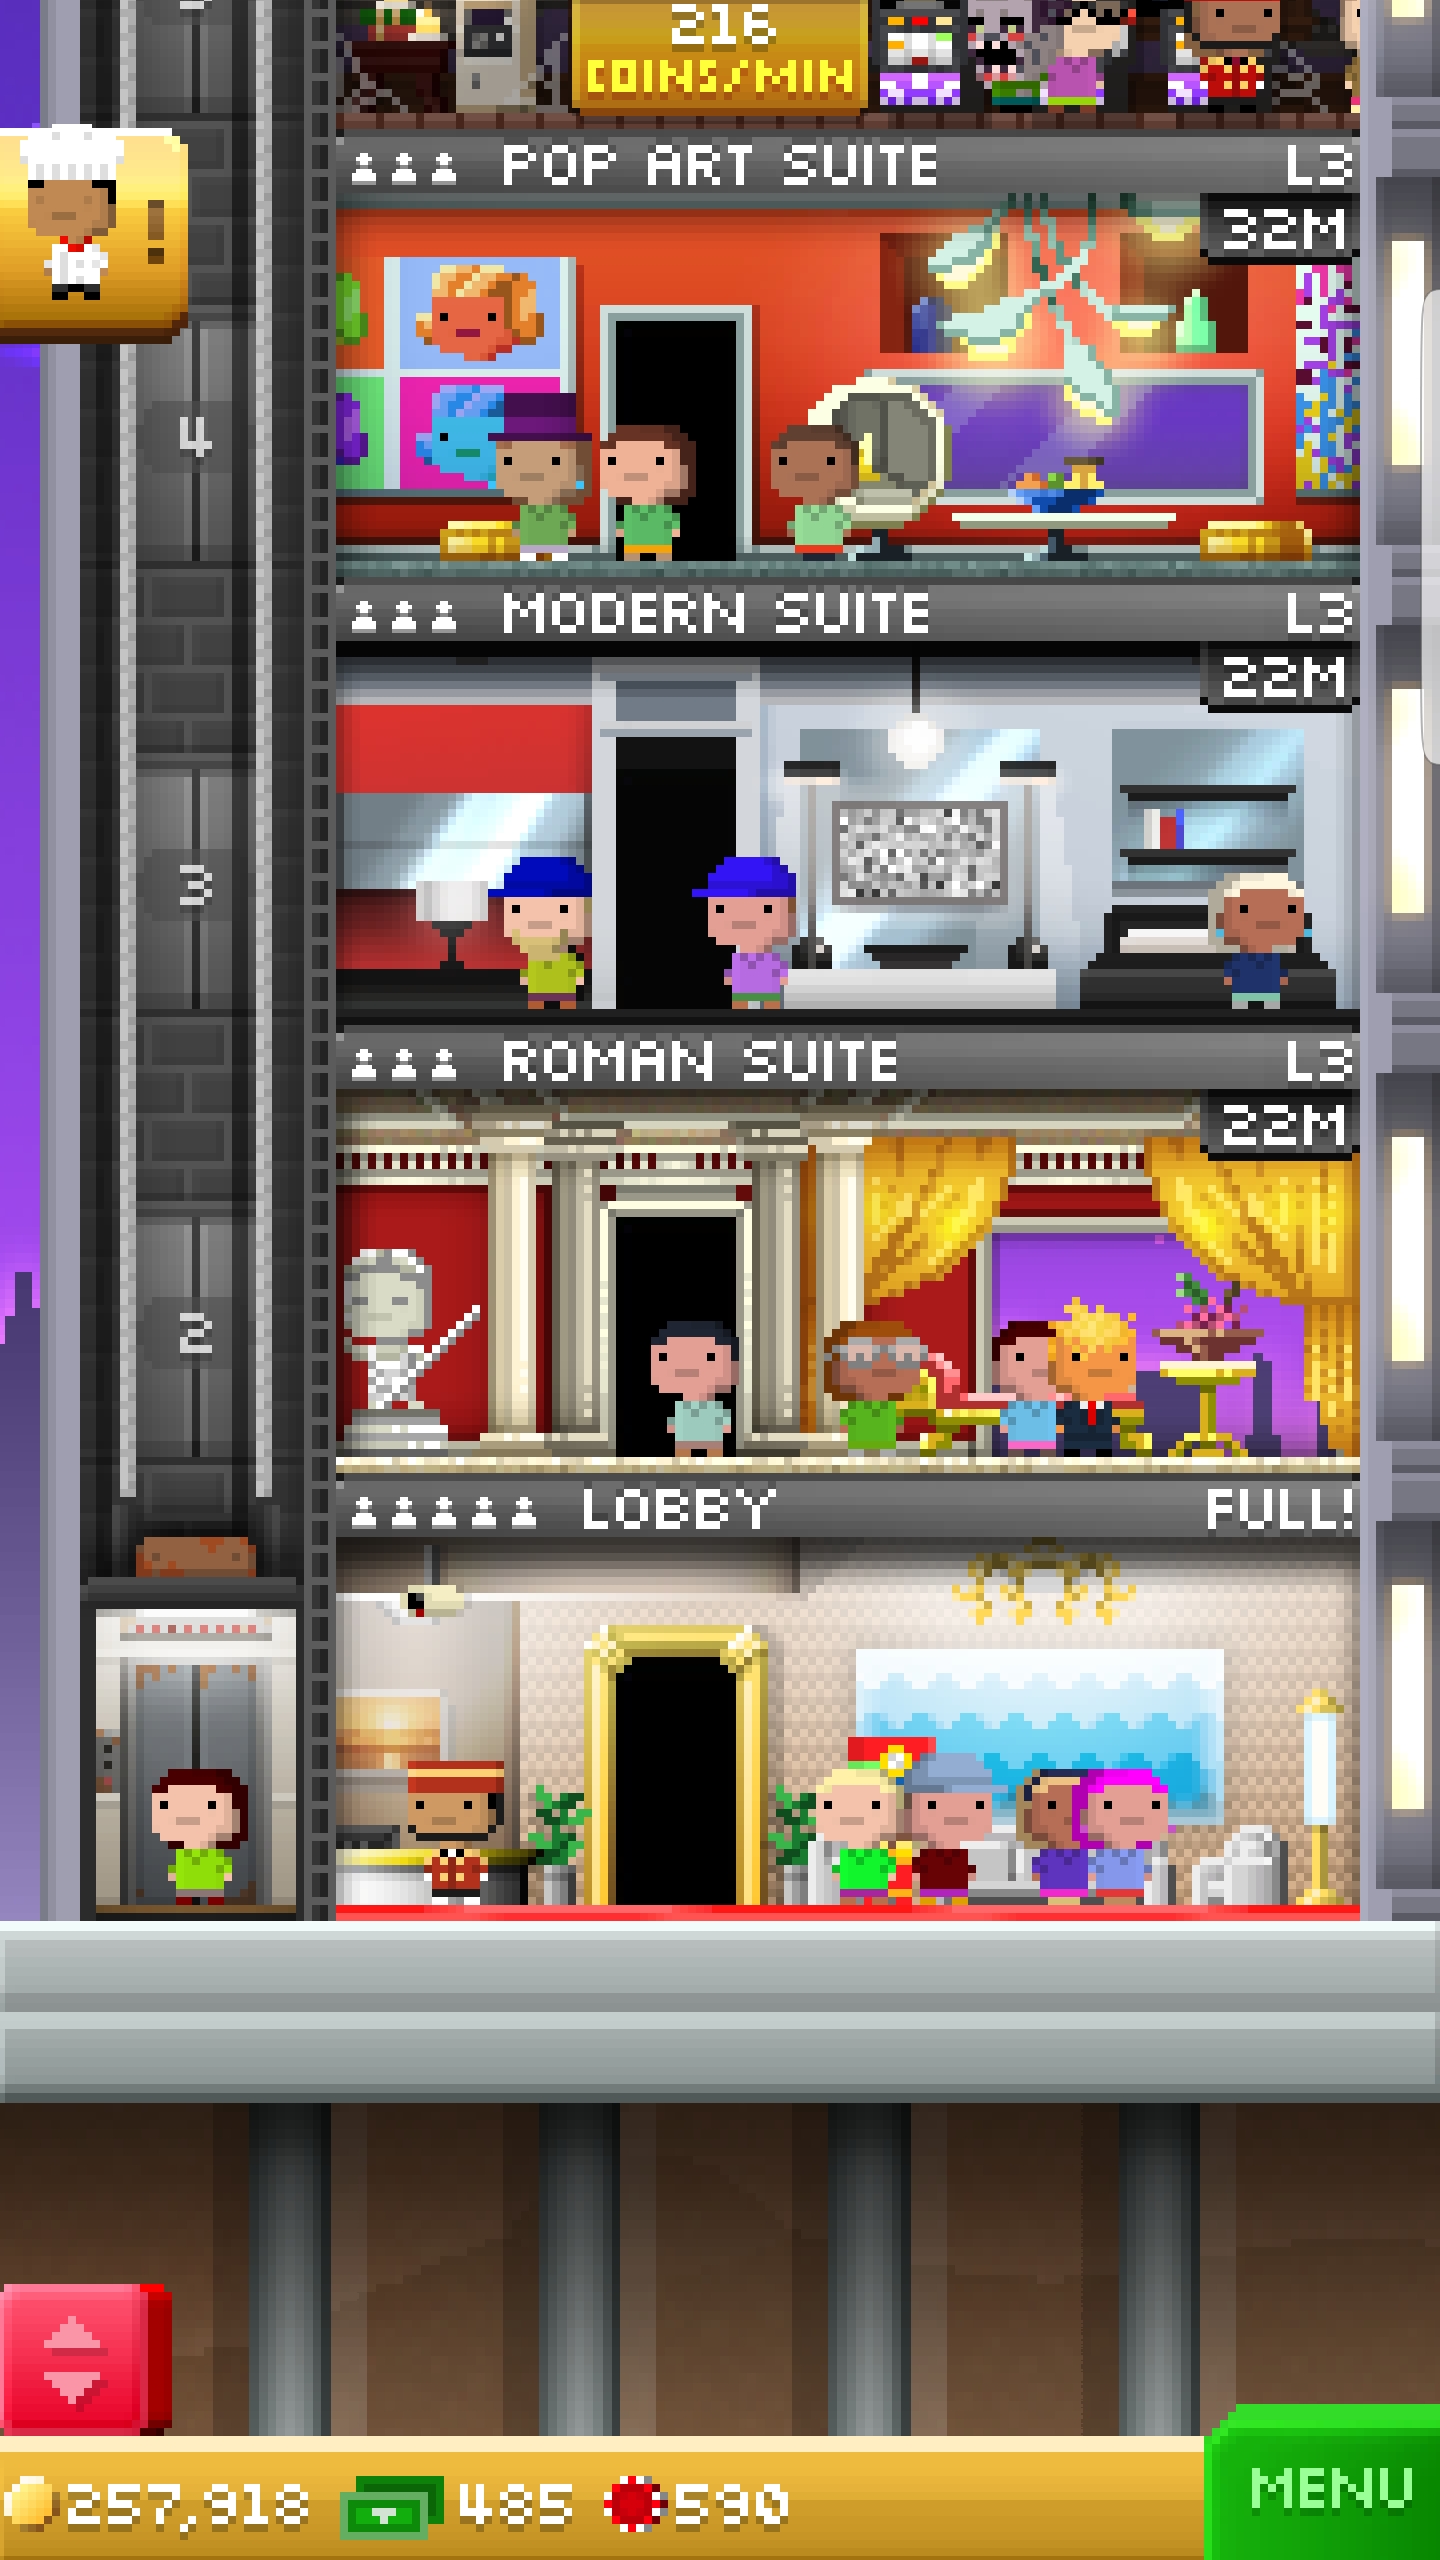 216
COINS/MIN
POP ART SUITE L3
32M
!
4
MODERN SUITE L3
22M
3
ROMAN SUITE L3
22M
2
LOBBY FULL!
257,918 485 590
MENU